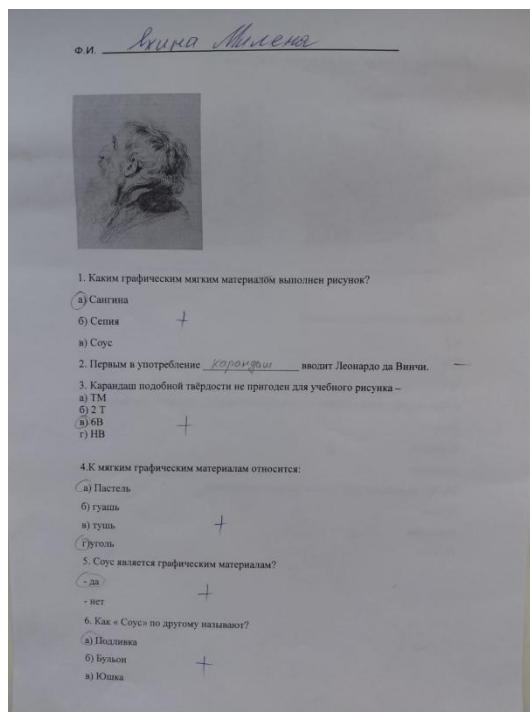 Ф.И. Яхина Милена
1. Каким графическим мягким материалом выполнен рисунок?
а) Сангина
б) Сепия +
в) Соус
2. Первым в употребление карандаш вводит Леонардо да Винчи. —
3. Карандаш подобной твёрдости не пригоден для учебного рисунка –
а) ТМ
б) 2 Т
в) 6В +
г) НВ
4.К мягким графическим материалам относится:
а) Пастель
б) гуашь
в) тушь +
г)уголь
5. Соус является графическим материалам?
- да
- нет +
6. Как « Соус» по другому называют?
а) Подливка
б) Бульон +
в) Юшка